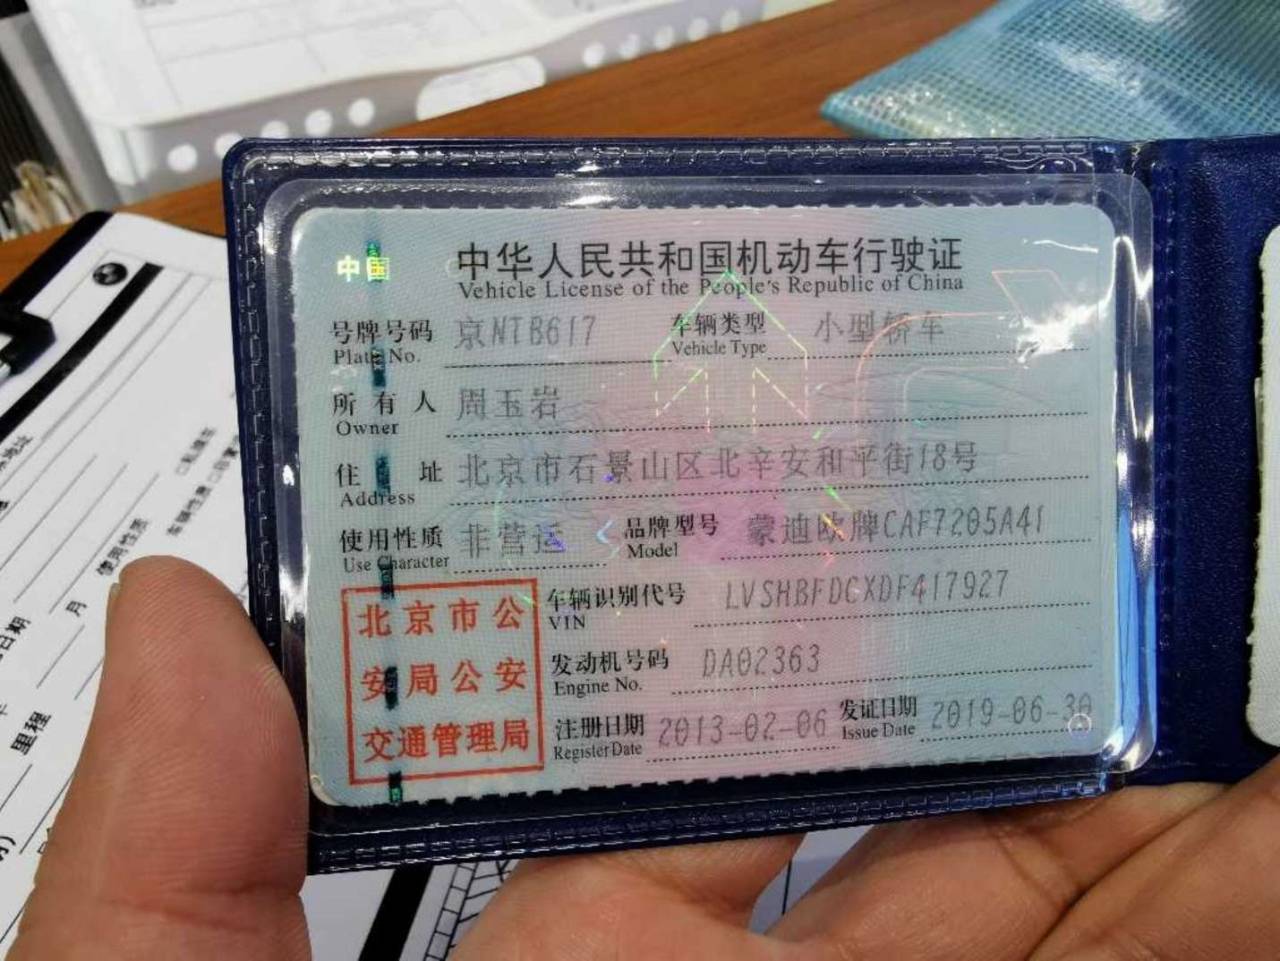 中国
中华人民共和国机动车行驶证
Vehicle License of the People's Republic of China
号牌号码 京NTB617 车辆类型 小型轿车
Plate No. Vehicle Type
所有人 周玉岩
Owner
住址 北京市石景山区北辛安和平街18号
Address
使用性质 非营运 品牌型号 蒙迪欧牌CAF7205A41
Use Character Model
北京市公
安局公安
交通管理局
车辆识别代号 LVSHBFDCXDF417927
VIN
发动机号码 DA02363
Engine No.
注册日期 2013-02-06 发证日期 2019-06-30
Register Date Issue Date
使用性质
月
里程